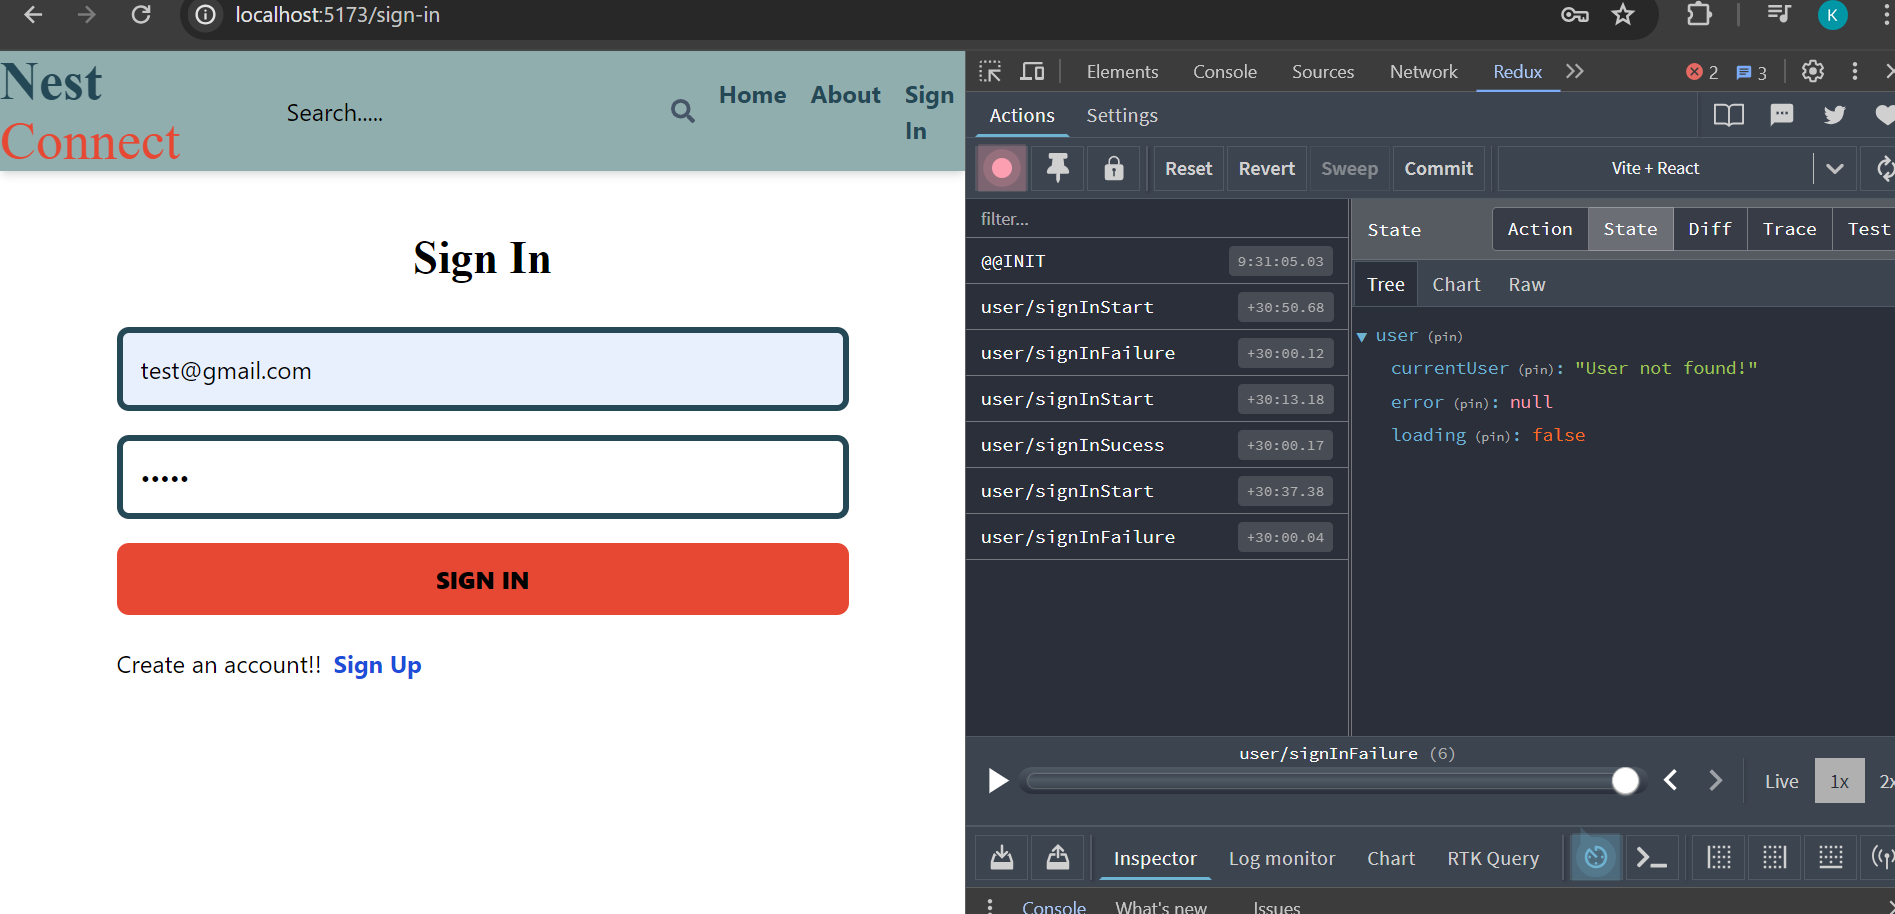 localhost:5173/sign-in
K
Nest
Connect
Search.....
Home
About
Sign
In
Sign In
test@gmail.com
•••••
SIGN IN
Create an account!! Sign Up
Elements
Console
Sources
Network
Redux
2
3
Actions
Settings
Reset
Revert
Sweep
Commit
Vite + React
filter...
@@INIT 9:31:05.03
user/signInStart +30:50.68
user/signInFailure +30:00.12
user/signInStart +30:13.18
user/signInSucess +30:00.17
user/signInStart +30:37.38
user/signInFailure +30:00.04
State
Action
State
Diff
Trace
Test
Tree
Chart
Raw
user (pin)
currentUser (pin): "User not found!"
error (pin): null
loading (pin): false
user/signInFailure (6)
Live
1x
2x
Inspector
Log monitor
Chart
RTK Query
Console
What's new
Issues